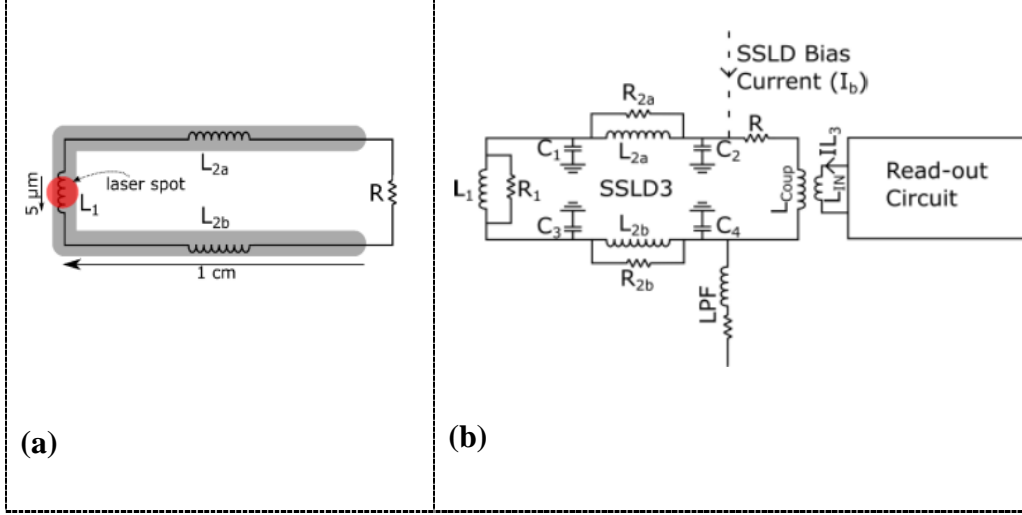 L2a
laser spot
5 μm
L1
R
L2b
1 cm
(a)
SSLD Bias
Current (Ib)
R2a
R
C1
L2a
C2
IL3
L1
R1
SSLD3
LCoup
LIN
Read-out
Circuit
C3
L2b
C4
R2b
LPF
(b)